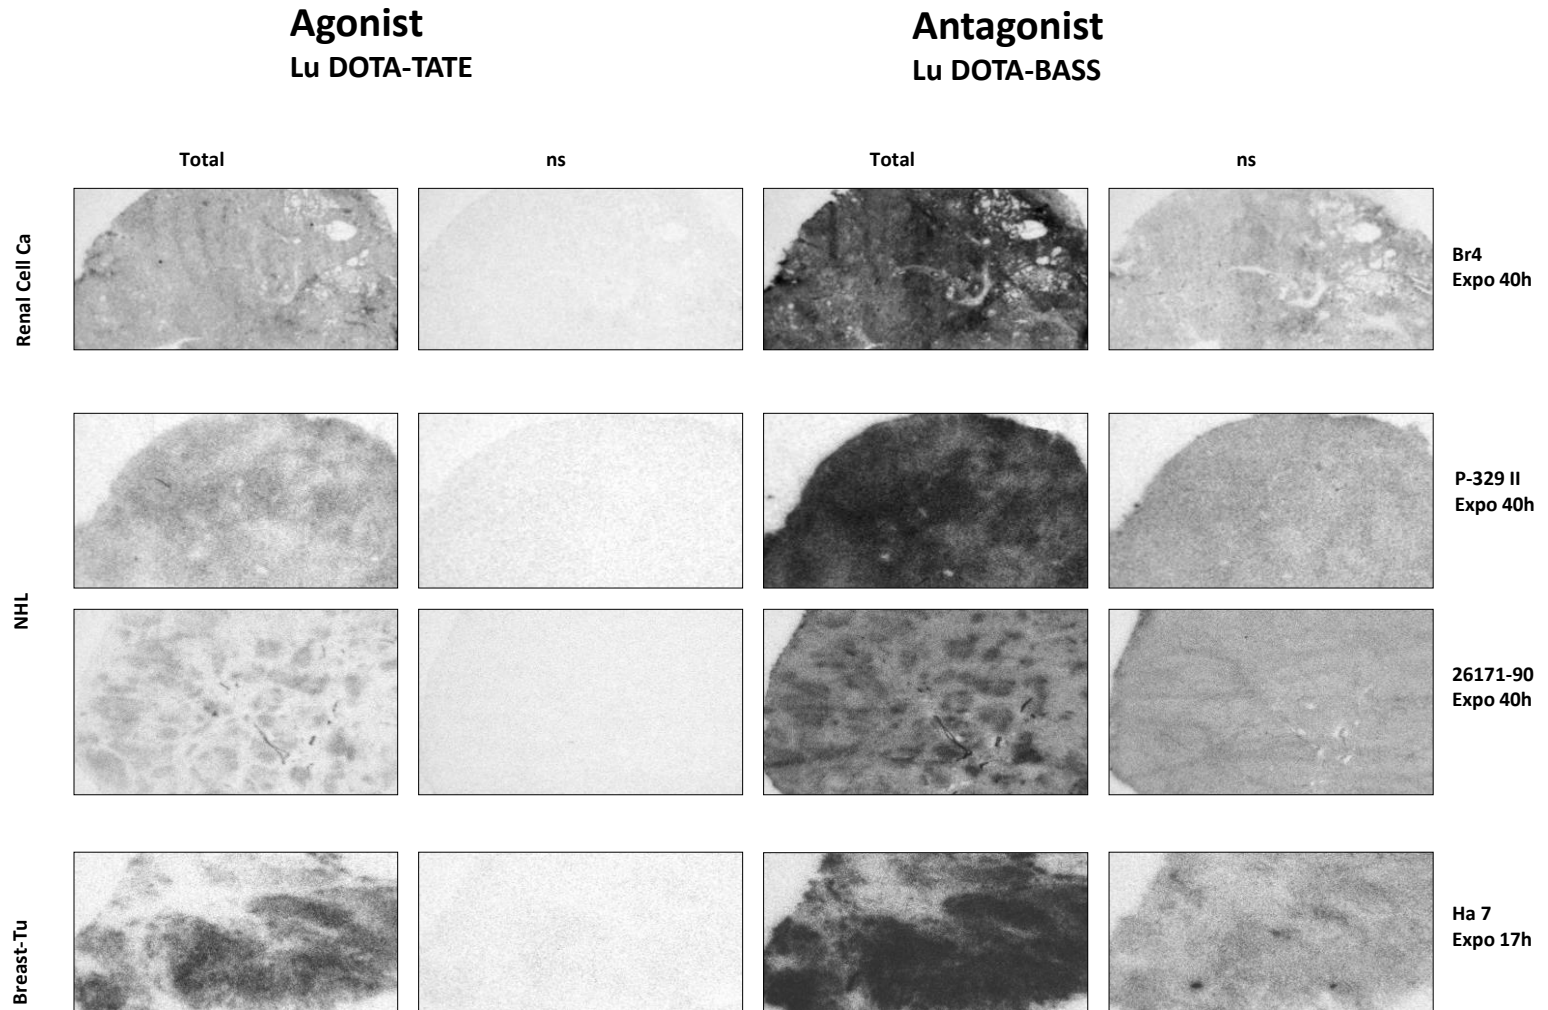 Agonist
Lu DOTA-TATE
Antagonist
Lu DOTA-BASS
Total
ns
Total
ns
Renal Cell Ca
Br4
Expo 40h
NHL
P-329 II
Expo 40h
26171-90
Expo 40h
Breast-Tu
Ha 7
Expo 17h